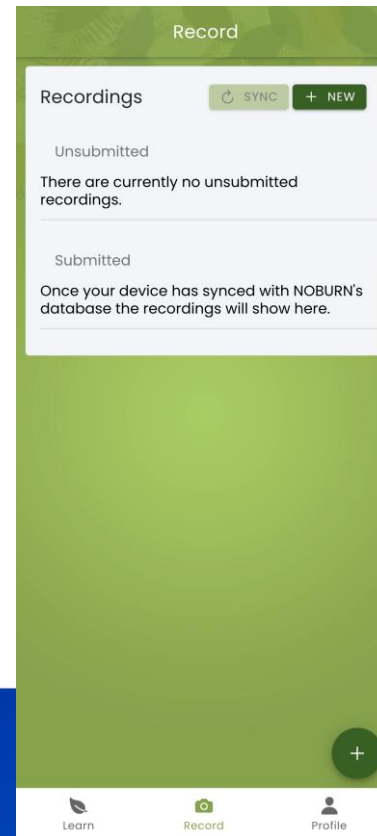 Record
Recordings
SYNC
+ NEW
Unsubmitted
There are currently no unsubmitted
recordings.
Submitted
Once your device has synced with NOBURN's
database the recordings will show here.
+
Learn
Record
Profile